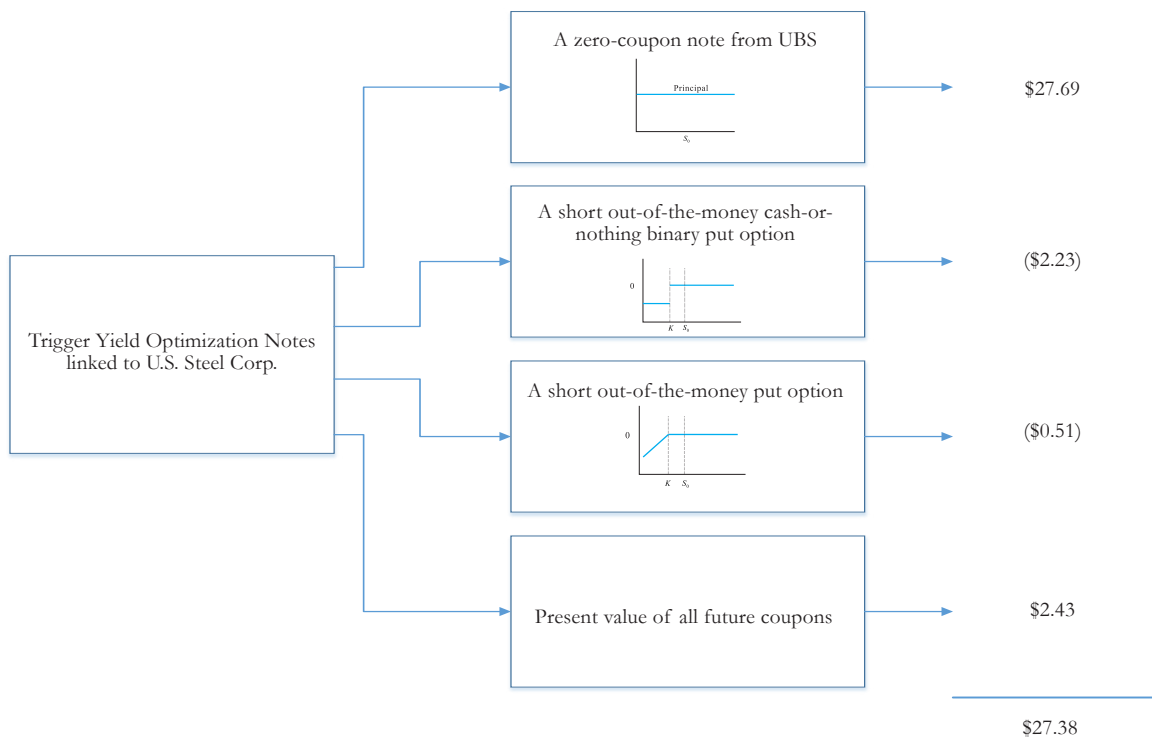 A zero-coupon note from UBS
Principal
S₀
$27.69
A short out-of-the-money cash-or-
nothing binary put option
0
K S₀
($2.23)
Trigger Yield Optimization Notes
linked to U.S. Steel Corp.
A short out-of-the-money put option
0
K S₀
($0.51)
Present value of all future coupons
$2.43
$27.38